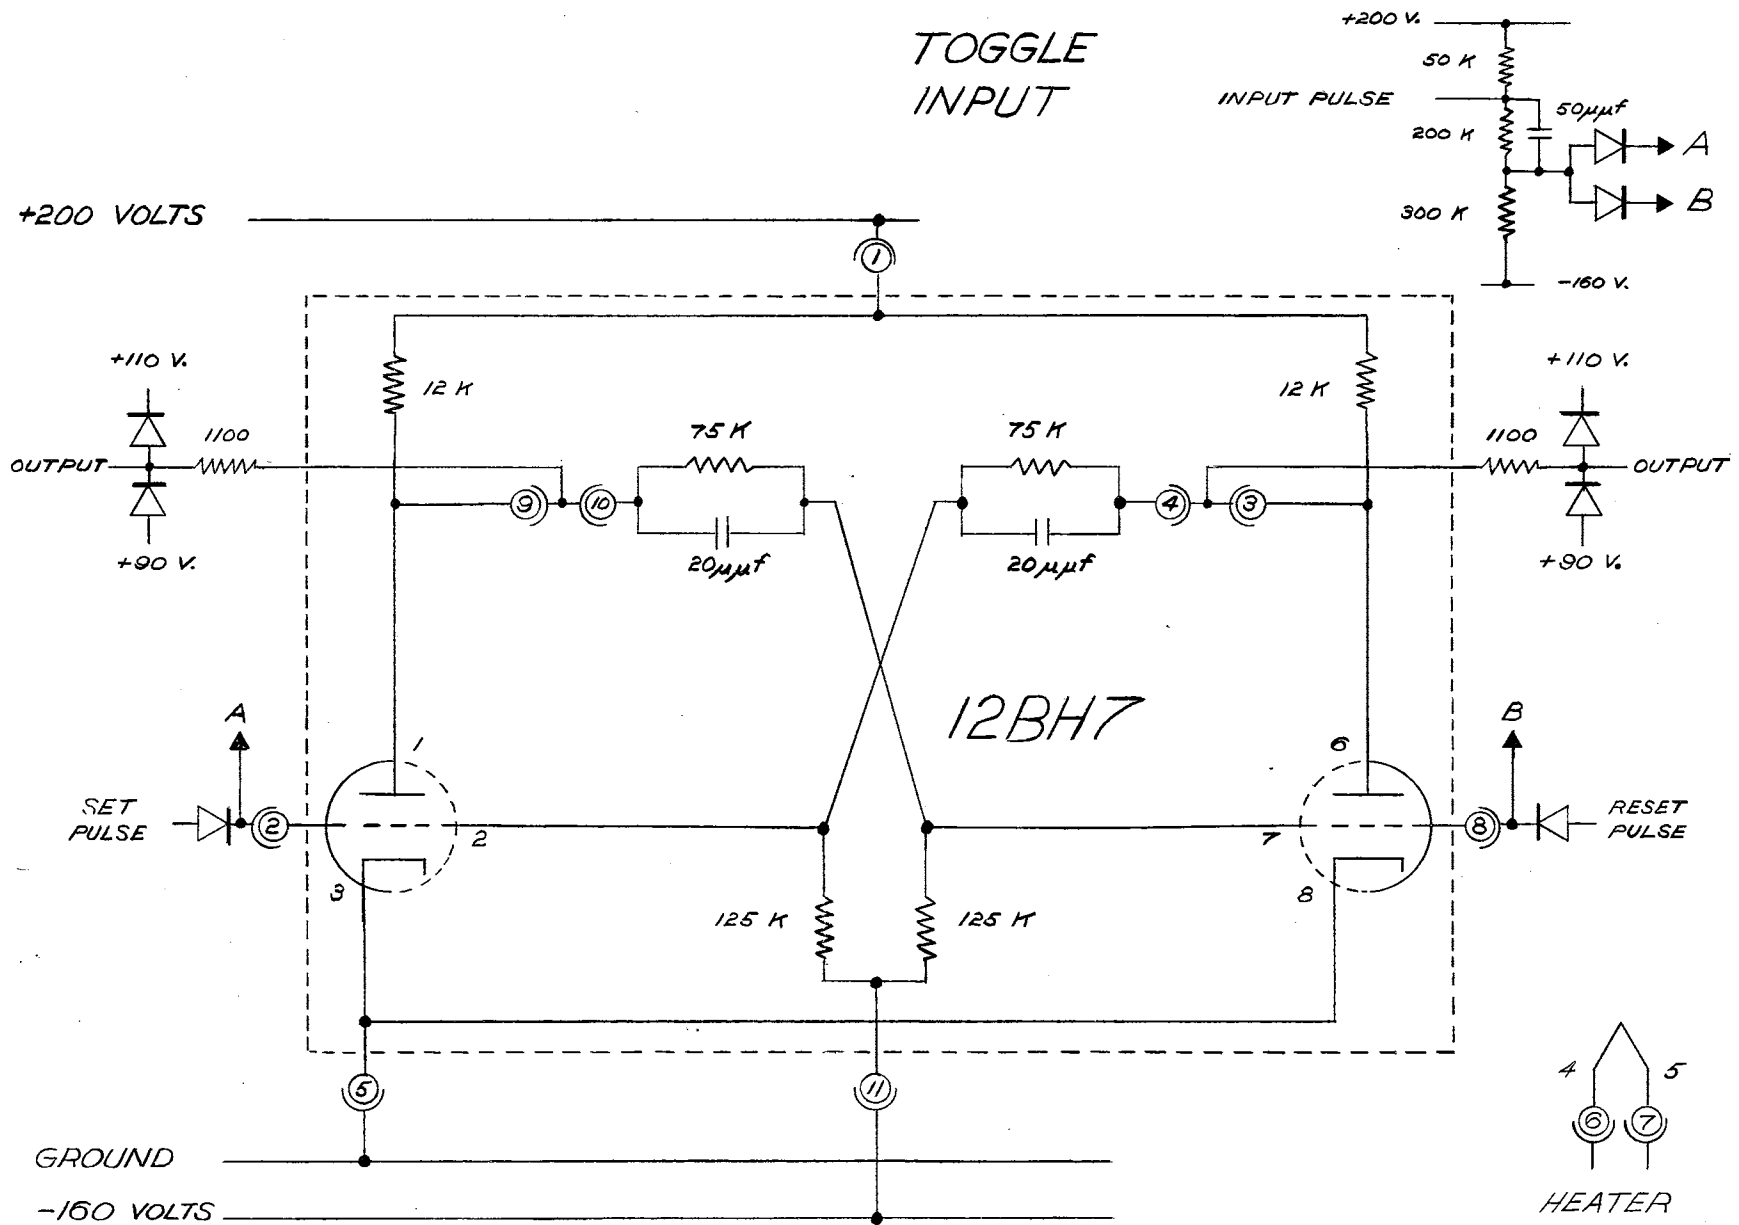 TOGGLE
INPUT
+200 V.
50 K
INPUT PULSE
50µµf
200 K
A
B
300 K
-160 V.
+200 VOLTS
1
+110 V.
12 K
12 K
+110 V.
1100
75 K
75 K
1100
OUTPUT
OUTPUT
9
10
4
3
20µµf
20µµf
+90 V.
+90 V.
12BH7
A
B
1
6
SET
PULSE
2
2
7
8
RESET
PULSE
3
8
125 K
125 K
5
11
4
5
6
7
GROUND
-160 VOLTS
HEATER